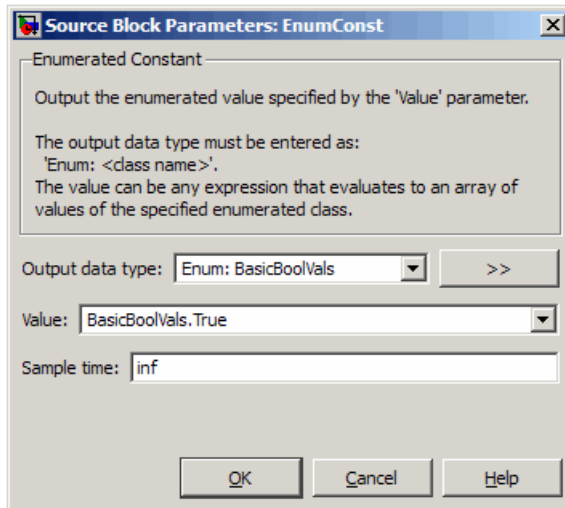 Source Block Parameters: EnumConst
Enumerated Constant
Output the enumerated value specified by the 'Value' parameter.
The output data type must be entered as:
'Enum: <class name>'.
The value can be any expression that evaluates to an array of
values of the specified enumerated class.
Output data type: Enum: BasicBoolVals >>
Value: BasicBoolVals.True
Sample time: inf
OK Cancel Help